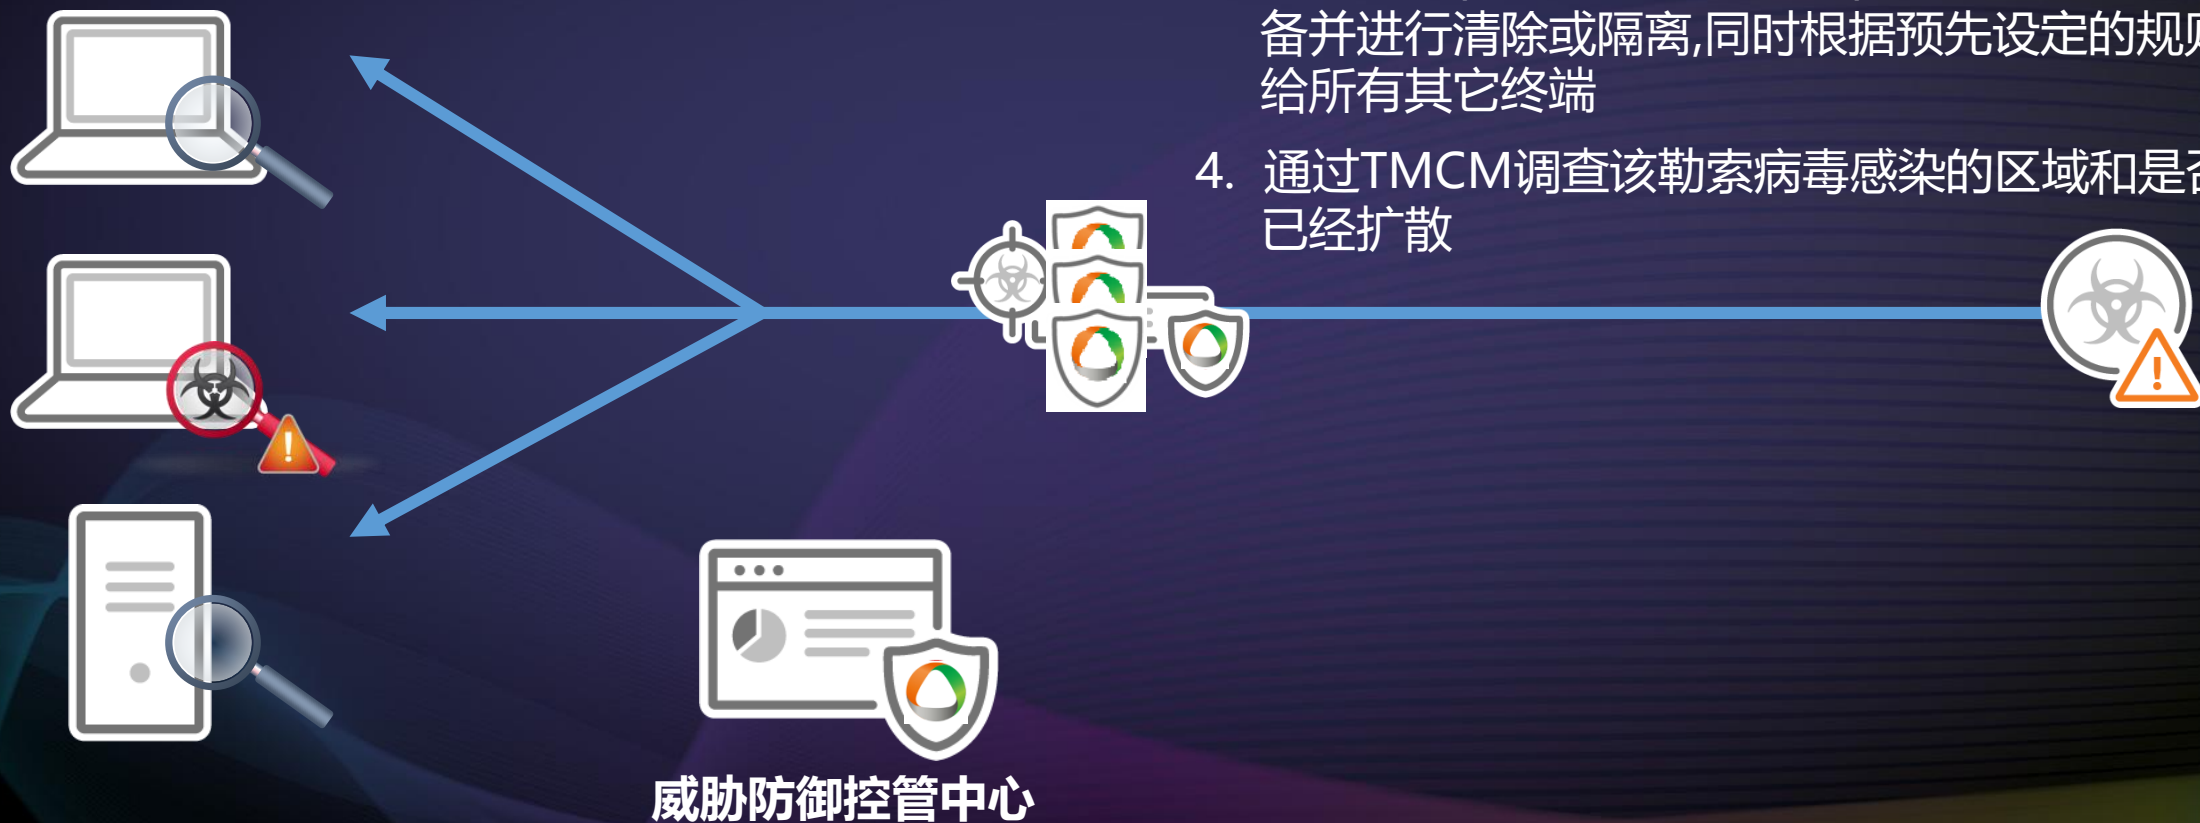 备并进行清除或隔离,同时根据预先设定的规则
给所有其它终端
4. 通过TMCM调查该勒索病毒感染的区域和是否
已经扩散
威胁防御控管中心